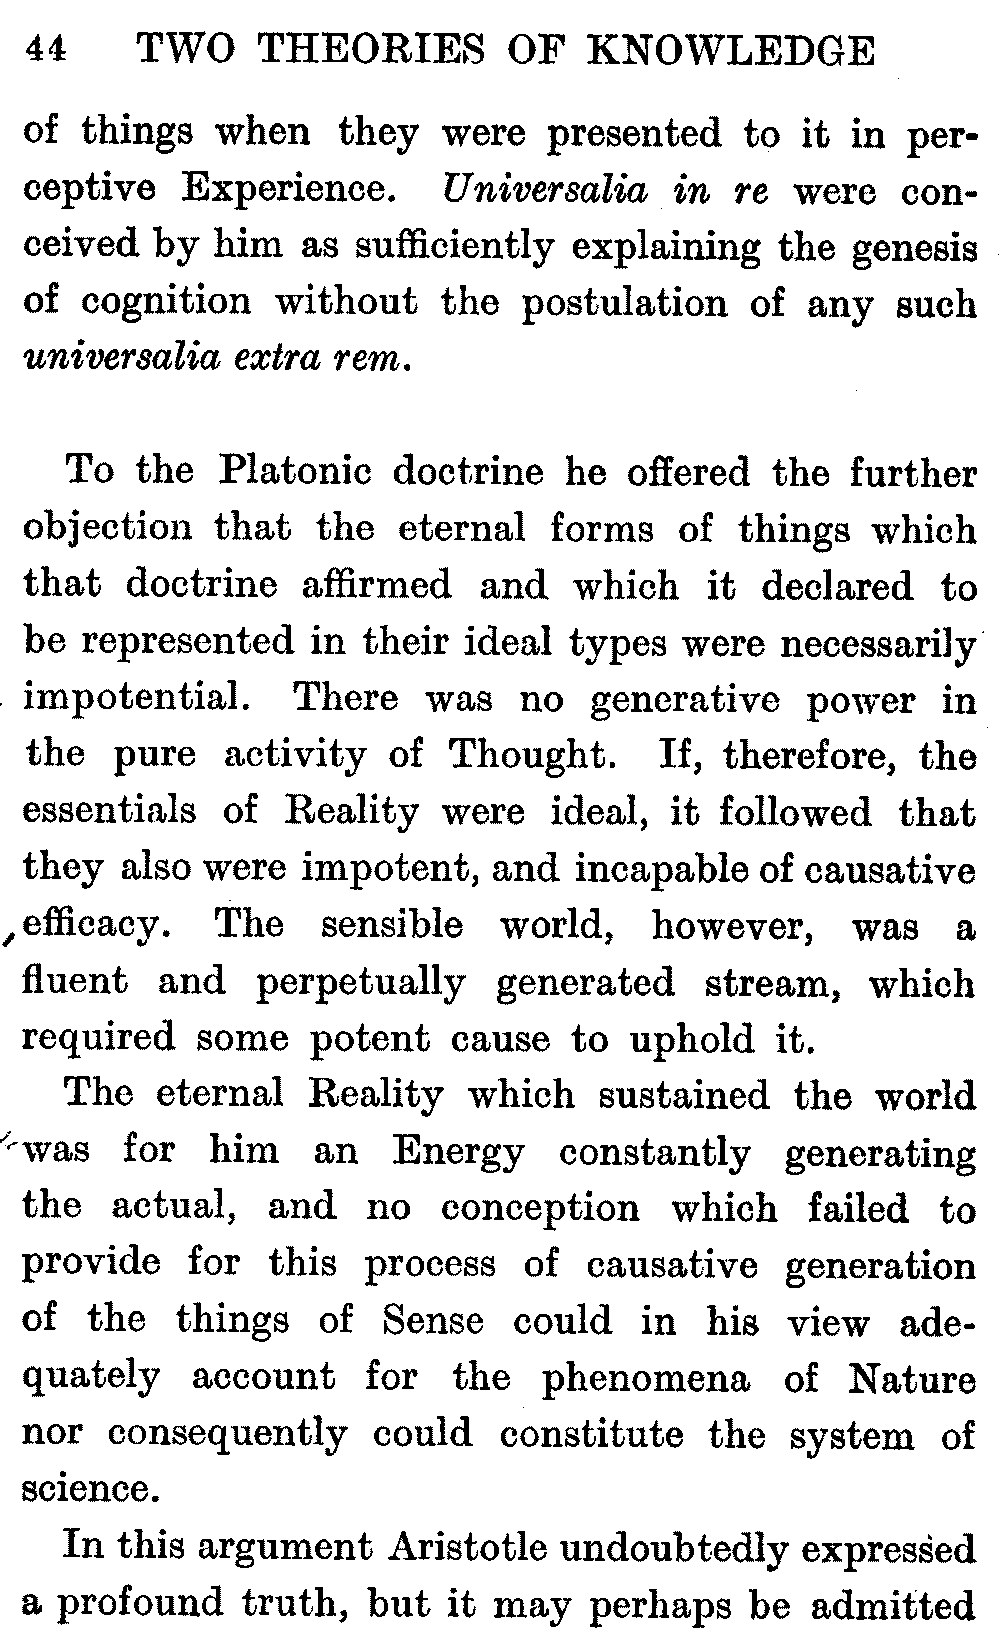 44 TWO THEORIES OF KNOWLEDGE
of things when they were presented to it in per-
ceptive Experience. Universalia in re were con-
ceived by him as sufficiently explaining the genesis
of cognition without the postulation of any such
universalia extra rem.
To the Platonic doctrine he offered the further
objection that the eternal forms of things which
that doctrine affirmed and which it declared to
be represented in their ideal types were necessarily
impotential. There was no generative power in
the pure activity of Thought. If, therefore, the
essentials of Reality were ideal, it followed that
they also were impotent, and incapable of causative
efficacy. The sensible world, however, was a
fluent and perpetually generated stream, which
required some potent cause to uphold it.
The eternal Reality which sustained the world
was for him an Energy constantly generating
the actual, and no conception which failed to
provide for this process of causative generation
of the things of Sense could in his view ade-
quately account for the phenomena of Nature
nor consequently could constitute the system of
science.
In this argument Aristotle undoubtedly expressed
a profound truth, but it may perhaps be admitted